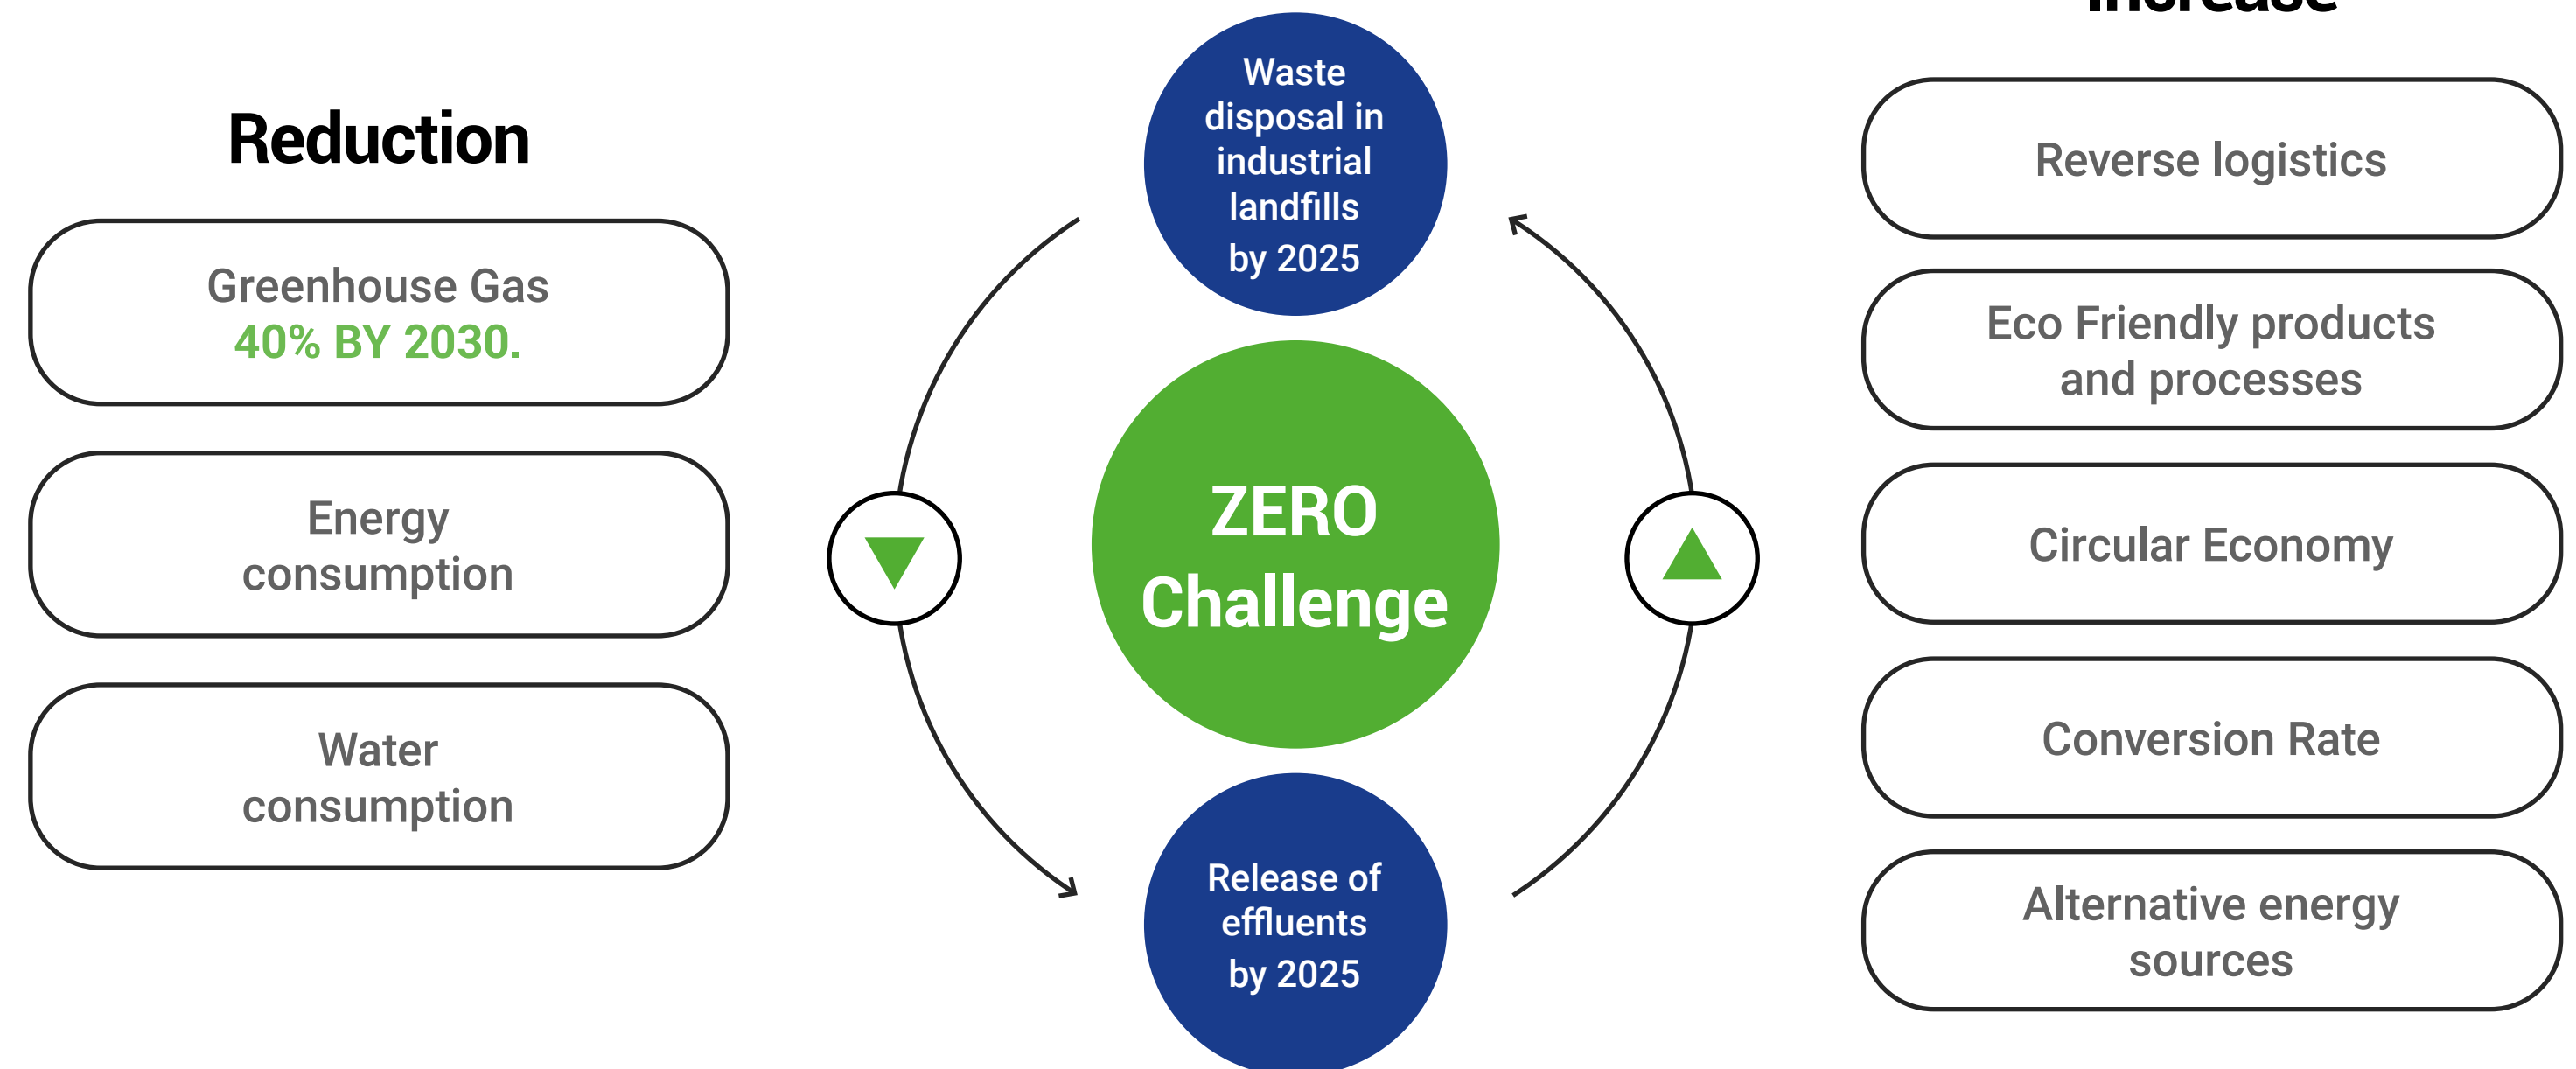 Reduction
Greenhouse Gas
40% BY 2030.
Energy
consumption
Water
consumption
Waste
disposal in
industrial
landfills
by 2025
ZERO
Challenge
Release of
effluents
by 2025
Increase
Reverse logistics
Eco Friendly products
and processes
Circular Economy
Conversion Rate
Alternative energy
sources